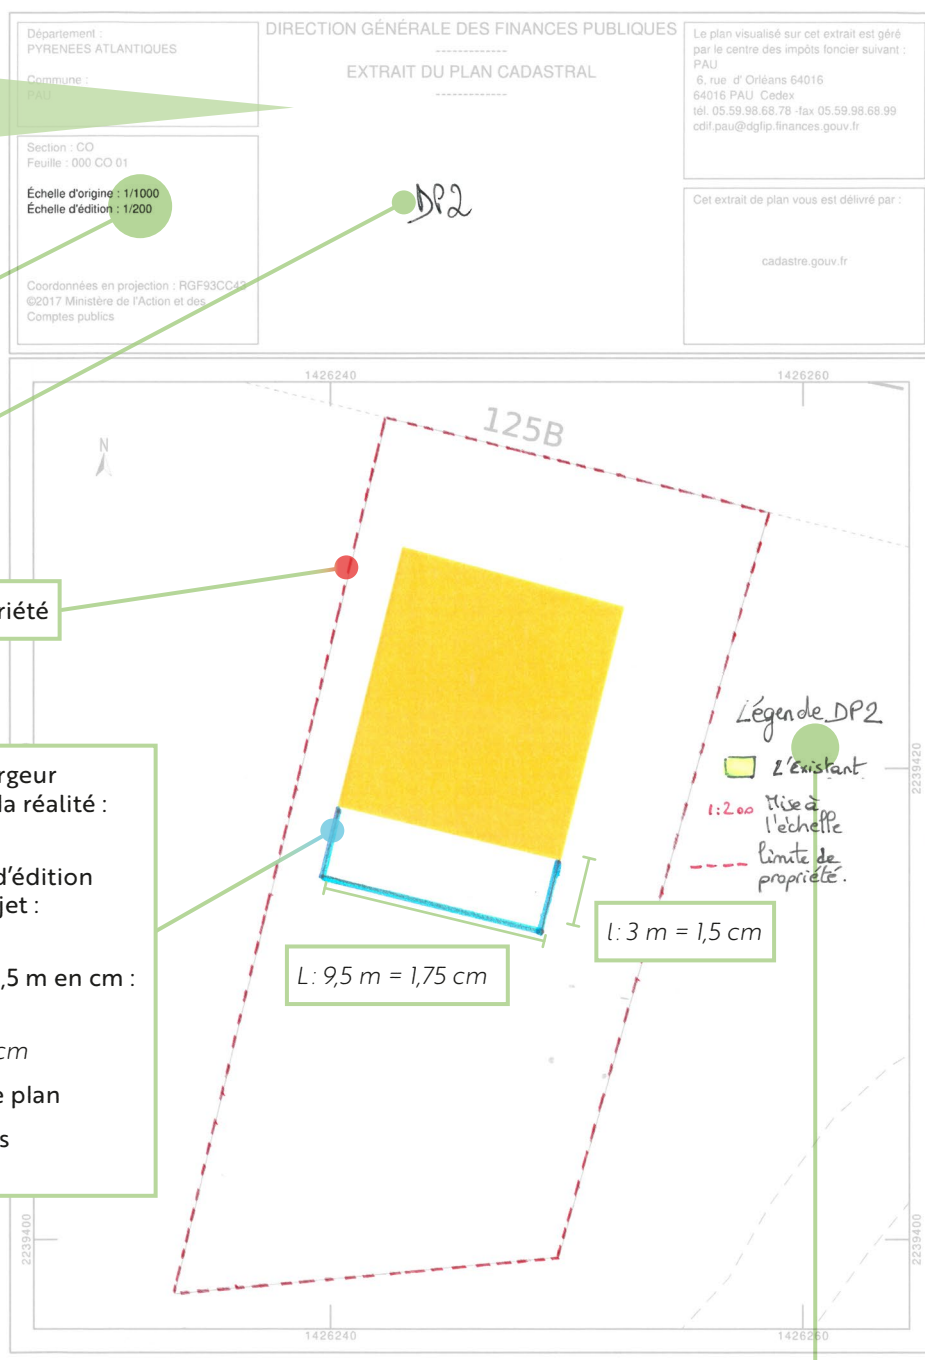 Département :
PYRENEES ATLANTIQUES
Commune :
PAU
DIRECTION GÉNÉRALE DES FINANCES PUBLIQUES
-------------
EXTRAIT DU PLAN CADASTRAL
-------------
Le plan visualisé sur cet extrait est géré
par le centre des impôts foncier suivant :
PAU
6, rue d' Orléans 64016
64016 PAU Cedex
tél. 05.59.98.68.78 -fax 05.59.98.68.99
cdif.pau@dgfip.finances.gouv.fr
Section : CO
Feuille : 000 CO 01
Échelle d'origine : 1/1000
Échelle d'édition : 1/200
Coordonnées en projection : RGF93CC43
©2017 Ministère de l'Action et des
Comptes publics
DP2
Cet extrait de plan vous est délivré par :
cadastre.gouv.fr
1426240
1426260
125B
N
riété
Légende DP2
L'éxistant
1:200 Mise à
l'échelle
limite de
propriété.
2239420
rgeur
la réalité :
d'édition
jet :
,5 m en cm :
cm
e plan
s
l: 3 m = 1,5 cm
L: 9,5 m = 1,75 cm
2239400
2239400
1426240
1426260